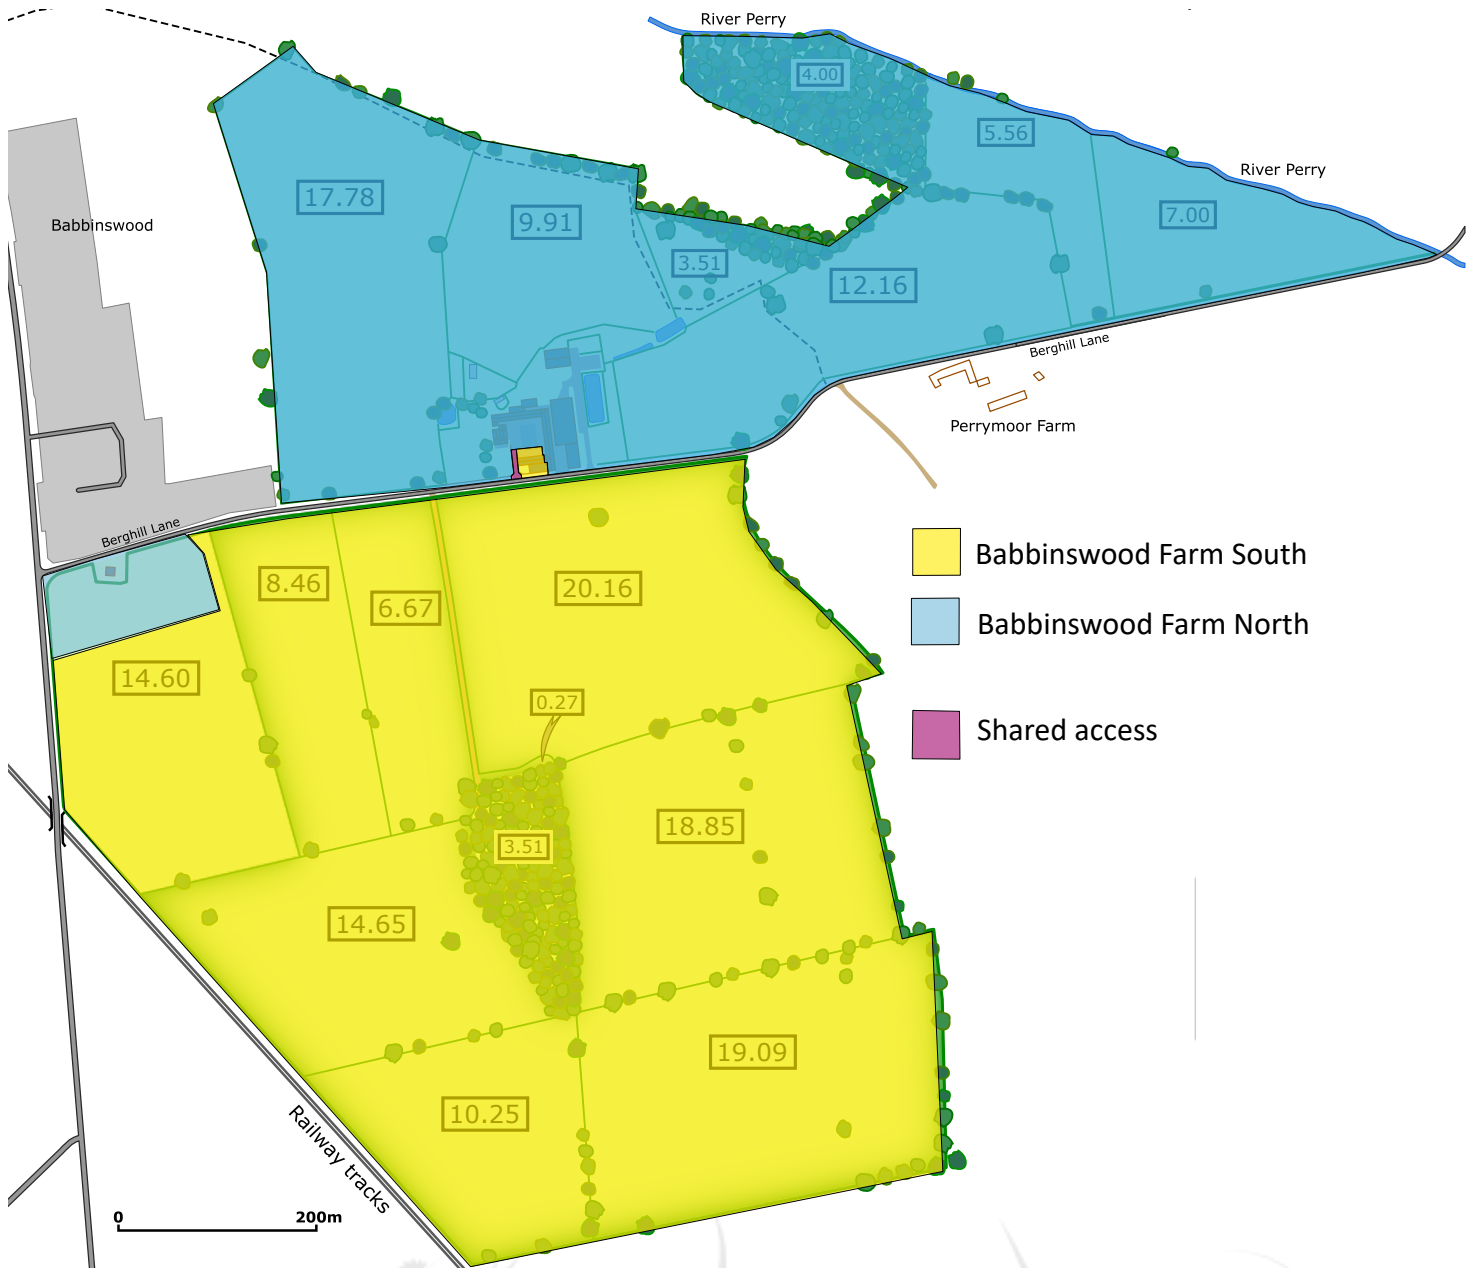 River Perry
4.00
5.56
River Perry
17.78
9.91
7.00
Babbinswood
3.51
12.16
Berghill Lane
Perrymoor Farm
Berghill Lane
Babbinswood Farm South
8.46
6.67
20.16
Babbinswood Farm North
14.60
0.27
Shared access
18.85
3.51
14.65
19.09
10.25
Railway tracks
0
200m